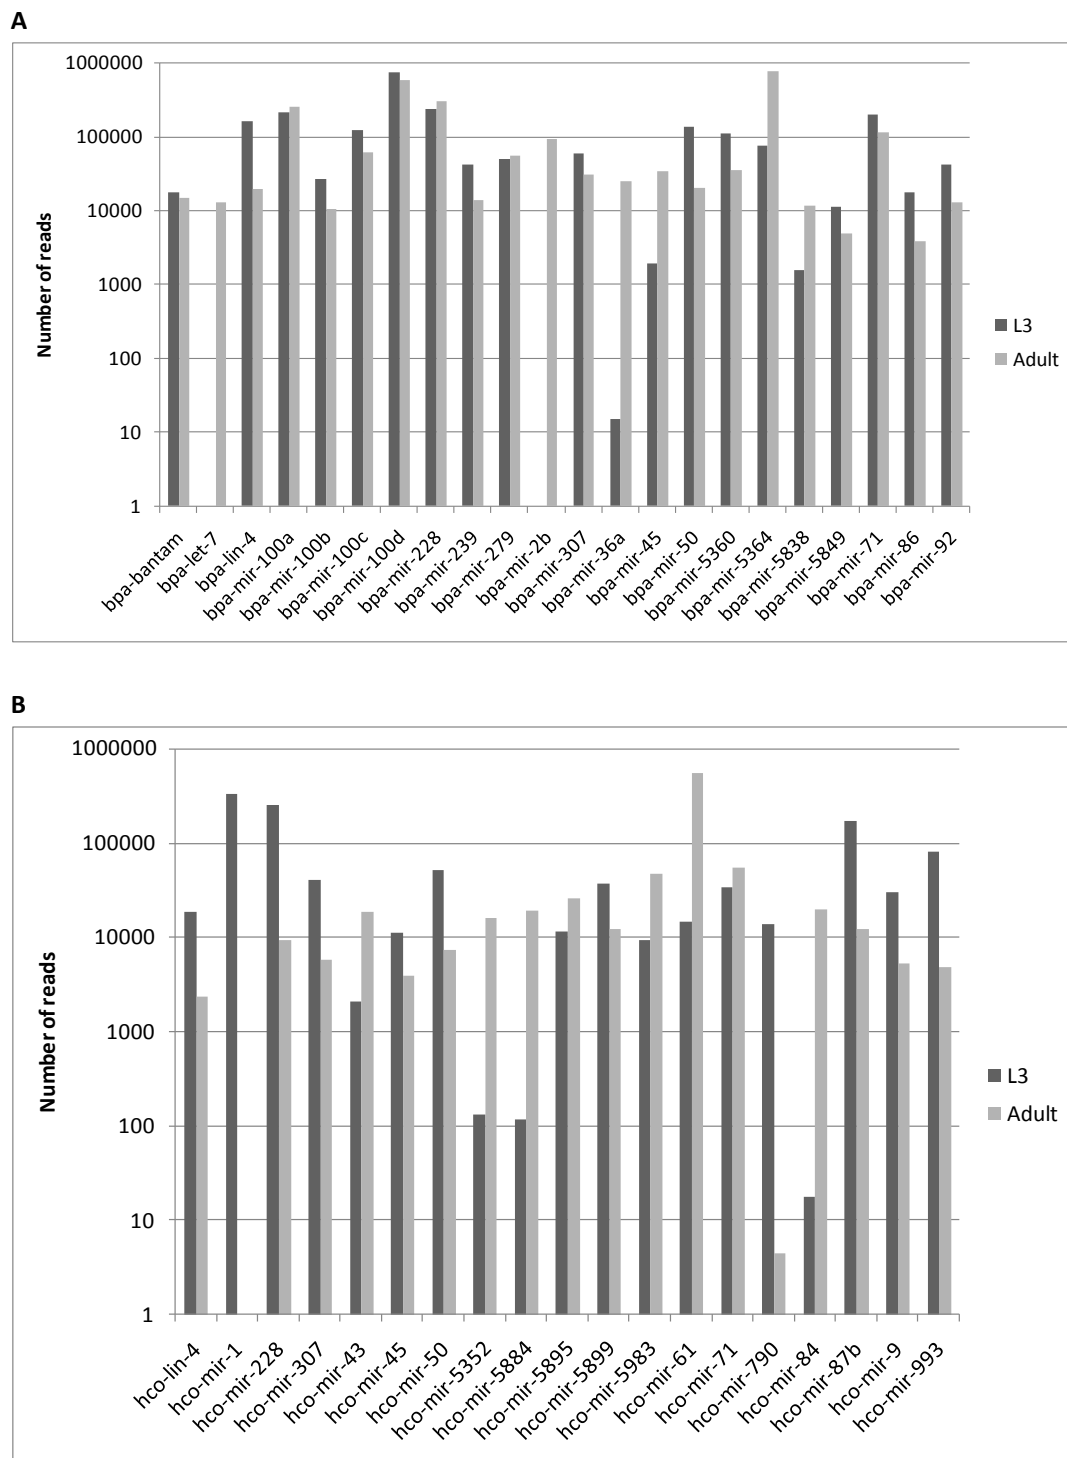 A
1000000
100000
10000
1000
100
10
1
Number of reads
L3
Adult
bpa-bantam
bpa-let-7
bpa-lin-4
bpa-mir-100a
bpa-mir-100b
bpa-mir-100c
bpa-mir-100d
bpa-mir-228
bpa-mir-239
bpa-mir-279
bpa-mir-2b
bpa-mir-307
bpa-mir-36a
bpa-mir-45
bpa-mir-50
bpa-mir-5360
bpa-mir-5364
bpa-mir-5838
bpa-mir-5849
bpa-mir-71
bpa-mir-86
bpa-mir-92
B
1000000
100000
10000
1000
100
10
1
Number of reads
L3
Adult
hco-lin-4
hco-mir-1
hco-mir-228
hco-mir-307
hco-mir-43
hco-mir-45
hco-mir-50
hco-mir-5352
hco-mir-5884
hco-mir-5895
hco-mir-5899
hco-mir-5983
hco-mir-61
hco-mir-71
hco-mir-790
hco-mir-84
hco-mir-87b
hco-mir-9
hco-mir-993